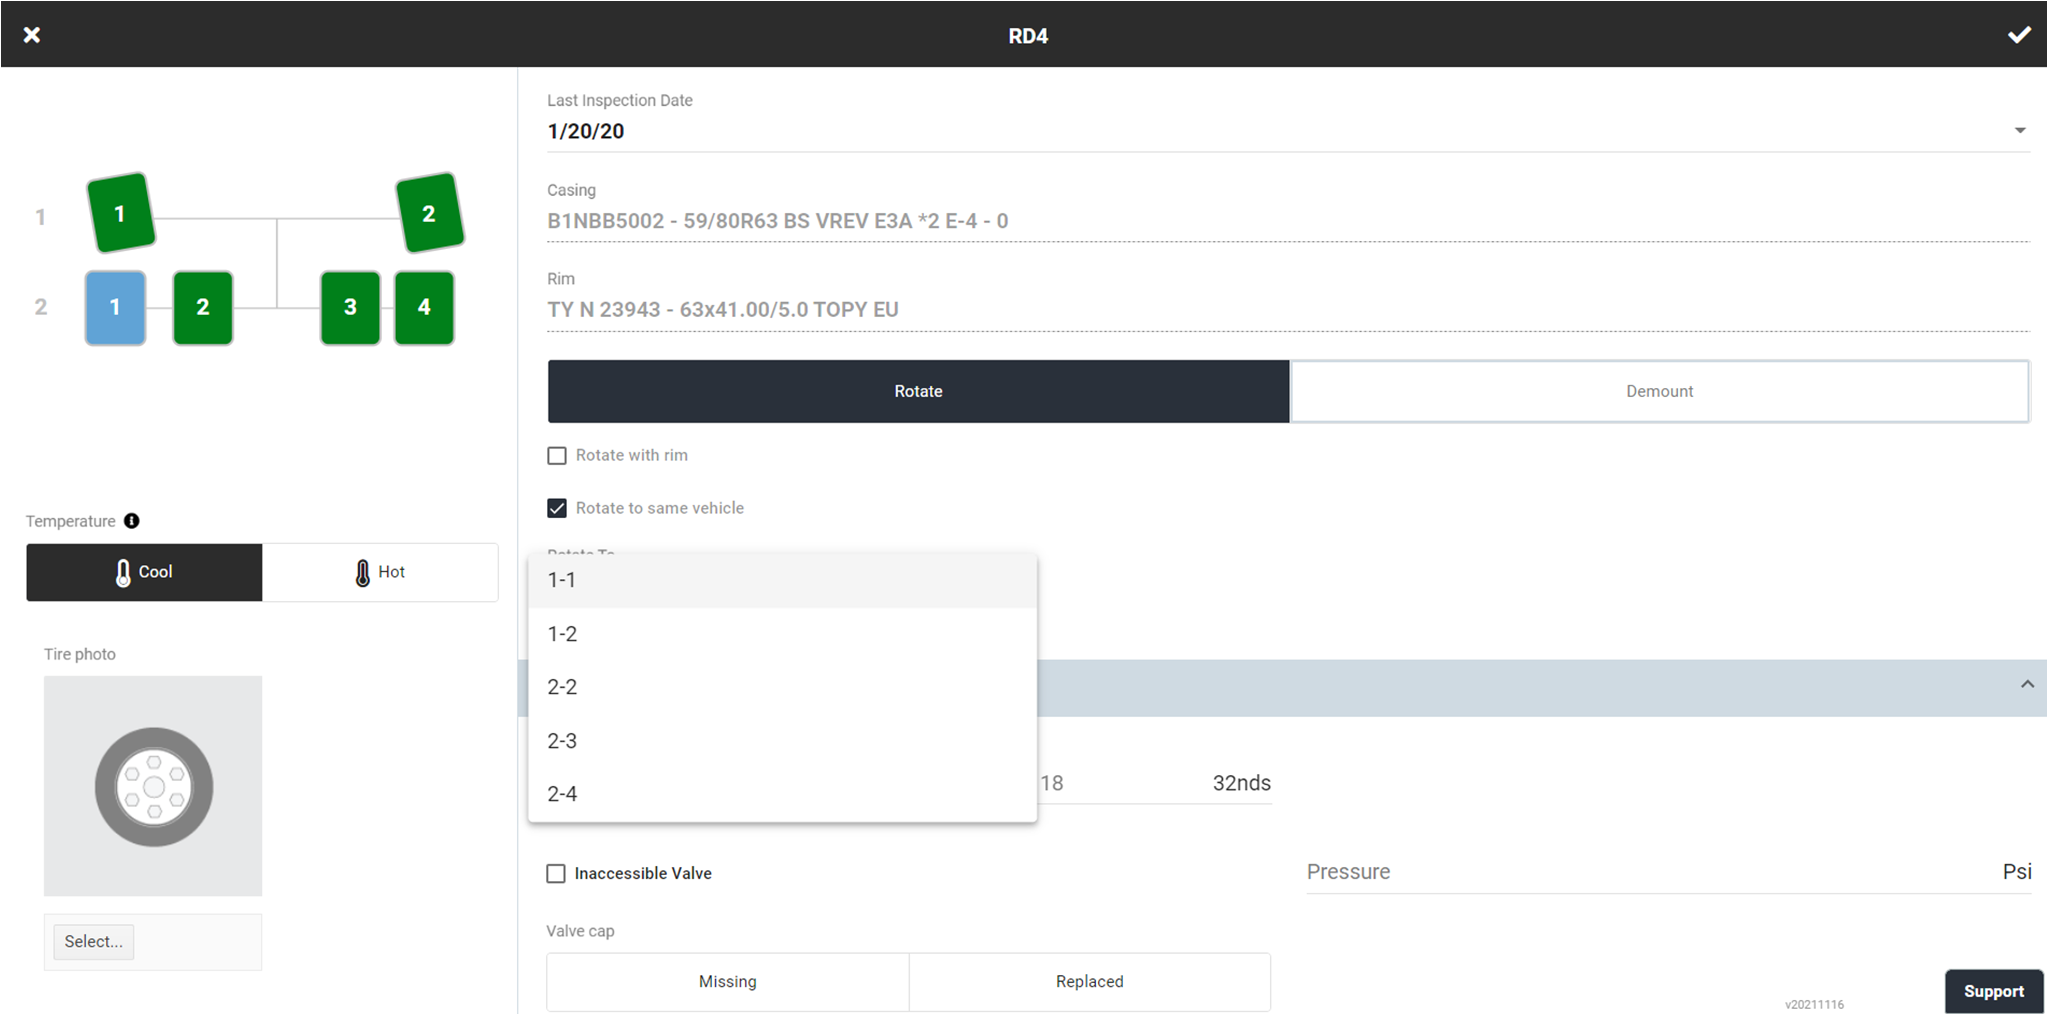 RD4
1
1
2
2
1
2
3
4
Temperature
Cool
Hot
Tire photo
Select...
Last Inspection Date
1/20/20
Casing
B1NBB5002 - 59/80R63 BS VREV E3A *2 E-4 - 0
Rim
TY N 23943 - 63x41.00/5.0 TOPY EU
Rotate
Demount
Rotate with rim
Rotate to same vehicle
Rotate To
1-1
1-2
2-2
2-3
2-4
18
32nds
Inaccessible Valve
Pressure
Psi
Valve cap
Missing
Replaced
Support
v20211116